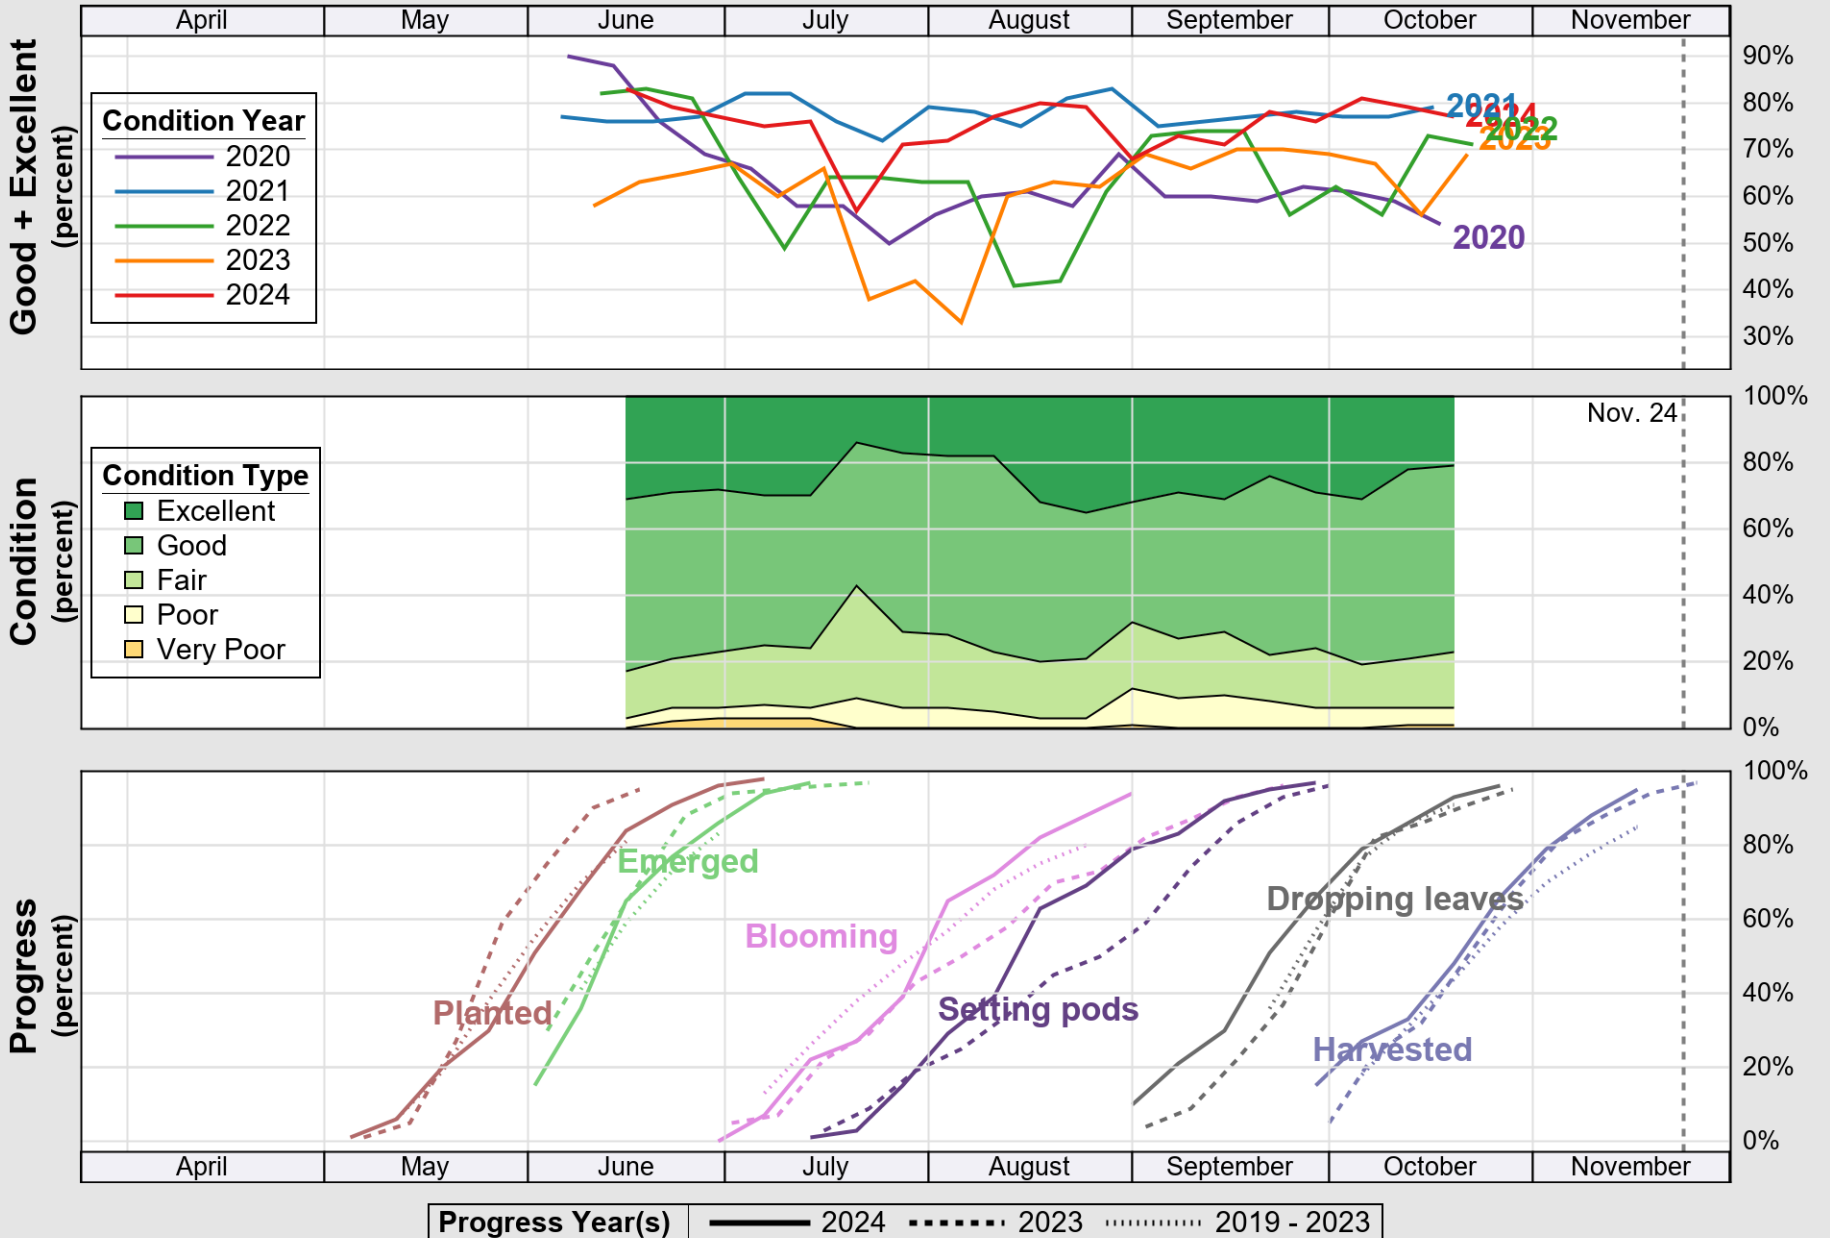 April May June July August September October November
Good + Excellent
(percent)
Condition Year
2020
2021
2022
2023
2024
2021
2024
2022
2023
2020
90%
80%
70%
60%
50%
40%
30%
Condition
(percent)
Condition Type
Excellent
Good
Fair
Poor
Very Poor
Nov. 24
100%
80%
60%
40%
20%
0%
Progress
(percent)
Planted
Emerged
Blooming
Setting pods
Dropping leaves
Harvested
100%
80%
60%
40%
20%
0%
April May June July August September October November
Progress Year(s) 2024 2023 2019 - 2023